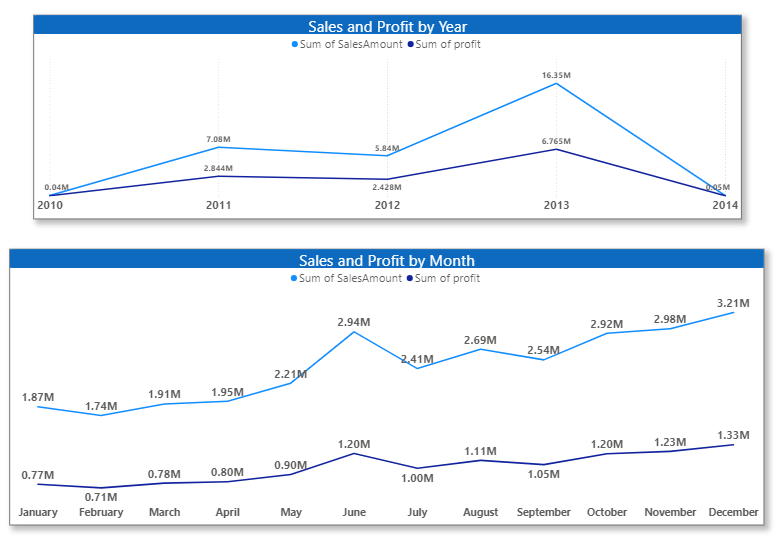 Sales and Profit by Year
Sum of SalesAmount Sum of profit
16.35M
7.08M
5.84M
6.765M
2.844M
2.428M
0.04M
0.05M
2010 2011 2012 2013 2014
Sales and Profit by Month
Sum of SalesAmount Sum of profit
1.87M 1.74M 1.91M 1.95M 2.21M 2.94M 2.41M 2.69M 2.54M 2.92M 2.98M 3.21M
0.77M 0.71M 0.78M 0.80M 0.90M 1.20M 1.00M 1.11M 1.05M 1.20M 1.23M 1.33M
January February March April May June July August September October November December